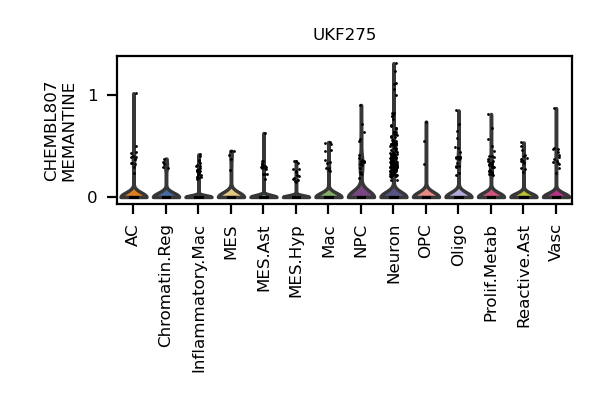 UKF275
CHEMBL807
MEMANTINE
1
0
AC
Chromatin.Reg
Inflammatory.Mac
MES
MES.Ast
MES.Hyp
Mac
NPC
Neuron
OPC
Oligo
Prolif.Metab
Reactive.Ast
Vasc